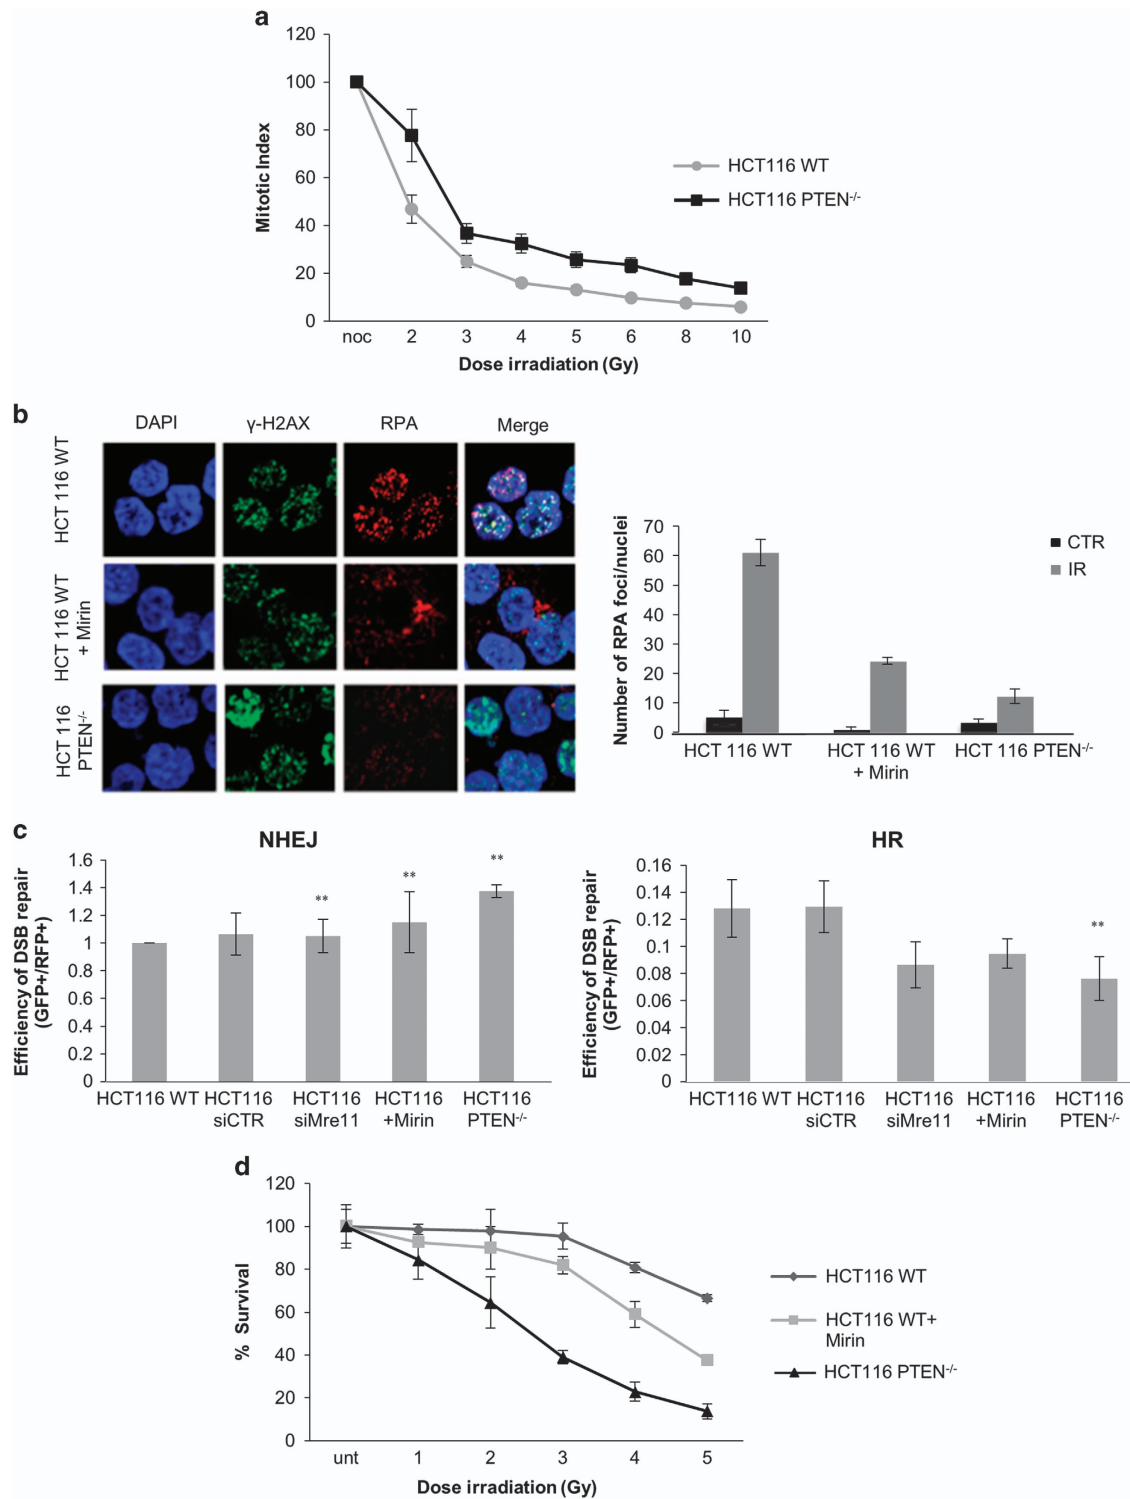 a
120
100
80
60
40
20
0
Mitotic Index
noc 2 3 4 5 6 8 10
Dose irradiation (Gy)
HCT116 WT
HCT116 PTEN-/-
b
DAPI γ-H2AX RPA Merge
HCT 116 WT
HCT 116 WT
+ Mirin
HCT 116
PTEN-/-
70
60
50
40
30
20
10
0
Number of RPA foci/nuclei
CTR
IR
HCT 116 WT
HCT 116 WT
+ Mirin
HCT 116 PTEN-/-
c
NHEJ
1.6
1.4
1.2
1
0.8
0.6
0.4
0.2
0
Efficiency of DSB repair
(GFP+/RFP+)
**
**
**
HCT116 WT
HCT116
siCTR
HCT116
siMre11
HCT116
+Mirin
HCT116
PTEN-/-
HR
0.16
0.14
0.12
0.1
0.08
0.06
0.04
0.02
0
Efficiency of DSB repair
(GFP+/RFP+)
**
HCT116 WT
HCT116
siCTR
HCT116
siMre11
HCT116
+Mirin
HCT116
PTEN-/-
d
120
100
80
60
40
20
0
% Survival
unt 1 2 3 4 5
Dose irradiation (Gy)
HCT116 WT
HCT116 WT+
Mirin
HCT116 PTEN-/-